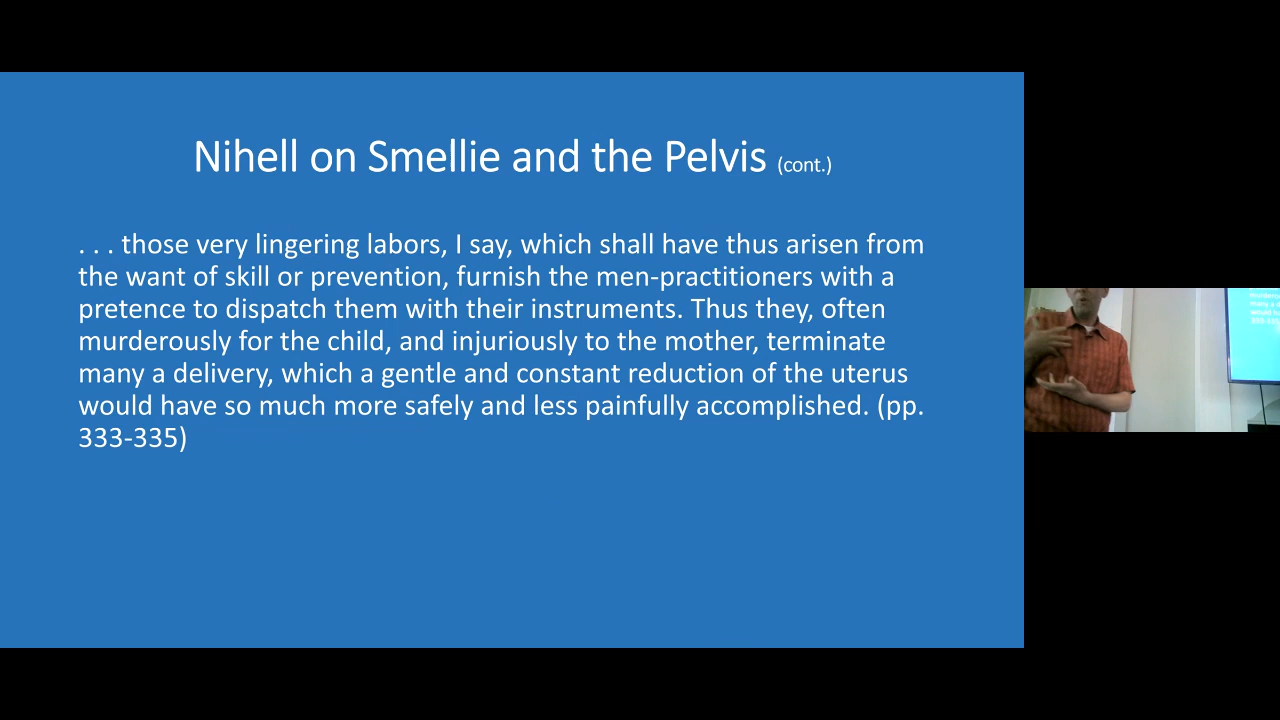 Nihell on Smellie and the Pelvis (cont.)
. . . those very lingering labors, I say, which shall have thus arisen from
the want of skill or prevention, furnish the men-practitioners with a
pretence to dispatch them with their instruments. Thus they, often
murderously for the child, and injuriously to the mother, terminate
many a delivery, which a gentle and constant reduction of the uterus
would have so much more safely and less painfully accomplished. (pp.
333-335)